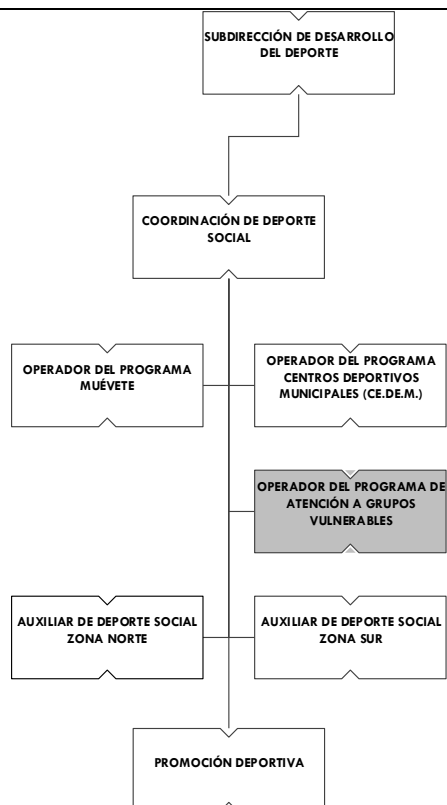 SUBDIRECCIÓN DE DESARROLLO
DEL DEPORTE
COORDINACIÓN DE DEPORTE
SOCIAL
OPERADOR DEL PROGRAMA
MUÉVETE
OPERADOR DEL PROGRAMA
CENTROS DEPORTIVOS
MUNICIPALES (CE.DE.M.)
OPERADOR DEL PROGRAMA DE
ATENCIÓN A GRUPOS
VULNERABLES
AUXILIAR DE DEPORTE SOCIAL
ZONA NORTE
AUXILIAR DE DEPORTE SOCIAL
ZONA SUR
PROMOCIÓN DEPORTIVA